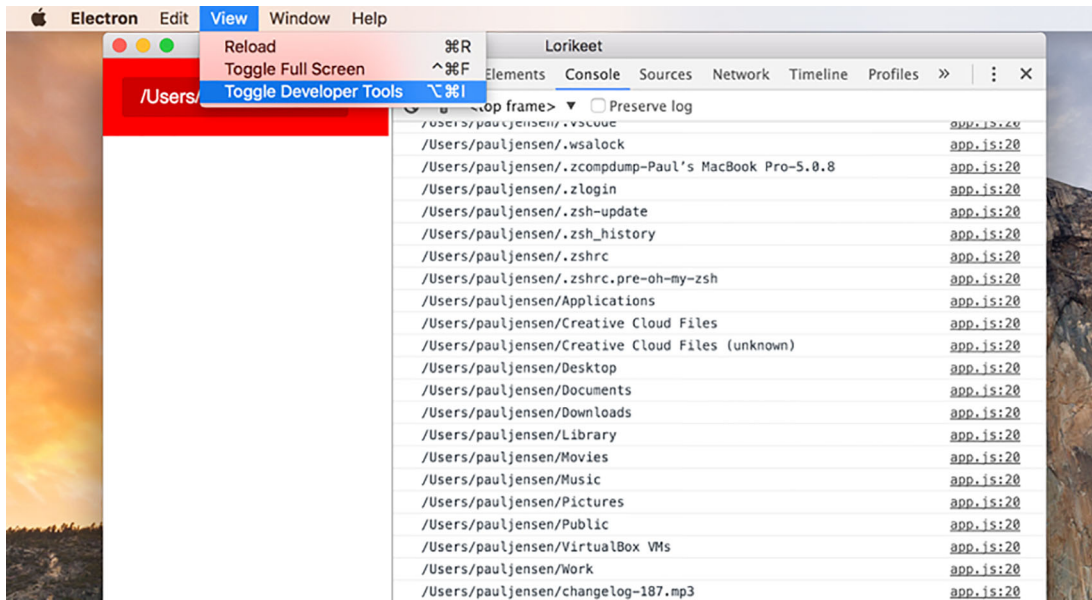 Electron Edit View Window Help
Reload ⌘R
Toggle Full Screen ^⌘F
Toggle Developer Tools ⌥⌘I
Lorikeet
/Users/
Elements Console Sources Network Timeline Profiles »
<top frame> ▼ Preserve log
/Users/pauljensen/.vscode app.js:20
/Users/pauljensen/.wsalock app.js:20
/Users/pauljensen/.zcompdump-Paul's MacBook Pro-5.0.8 app.js:20
/Users/pauljensen/.zlogin app.js:20
/Users/pauljensen/.zsh-update app.js:20
/Users/pauljensen/.zsh_history app.js:20
/Users/pauljensen/.zshrc app.js:20
/Users/pauljensen/.zshrc.pre-oh-my-zsh app.js:20
/Users/pauljensen/Applications app.js:20
/Users/pauljensen/Creative Cloud Files app.js:20
/Users/pauljensen/Creative Cloud Files (unknown) app.js:20
/Users/pauljensen/Desktop app.js:20
/Users/pauljensen/Documents app.js:20
/Users/pauljensen/Downloads app.js:20
/Users/pauljensen/Library app.js:20
/Users/pauljensen/Movies app.js:20
/Users/pauljensen/Music app.js:20
/Users/pauljensen/Pictures app.js:20
/Users/pauljensen/Public app.js:20
/Users/pauljensen/VirtualBox VMs app.js:20
/Users/pauljensen/Work app.js:20
/Users/pauljensen/changelog-187.mp3 app.js:20